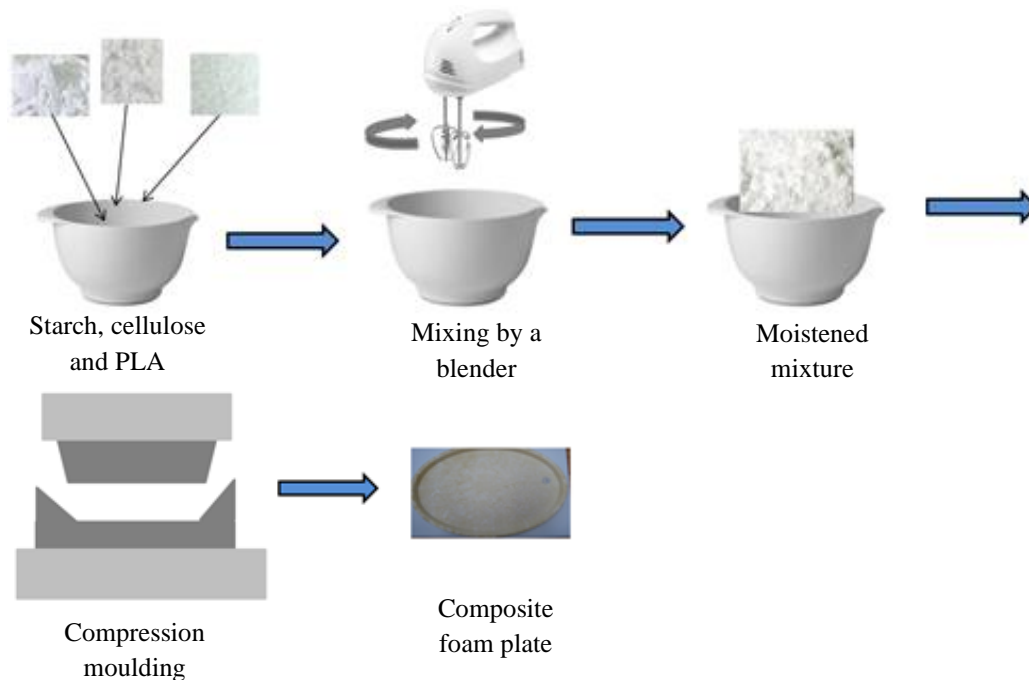 Starch, cellulose
and PLA
Mixing by a
blender
Moistened
mixture
Compression
moulding
Composite
foam plate